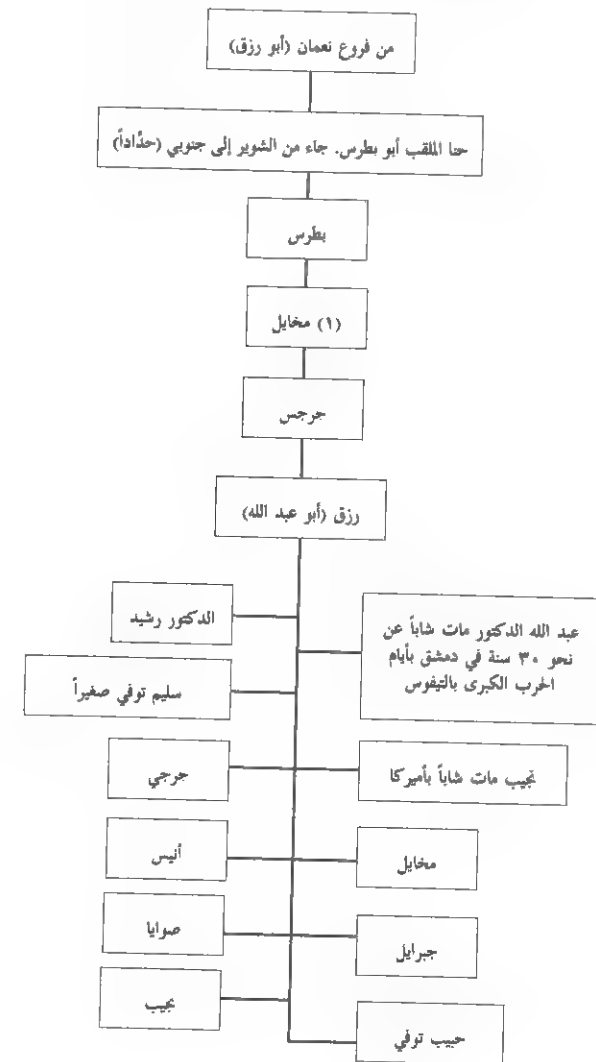 من فروع نعمان (أبو رزق)
حنا الملقب أبو بطرس. جاء من الشوير إلى جنوبي (حدّاداً)
بطرس
(١) مخايل
جرجس
رزق (أبو عبد الله)
عبد الله الدكتور مات شاباً عن
نحو ٣٠ سنة في دمشق بأيام
الحرب الكبرى بالتيفوس
الدكتور رشيد
سليم توفي صغيراً
نجيب مات شاباً بأميركا
جرجي
مخايل
أنيس
جبرايل
صوايا
حبيب توفي
نجيب